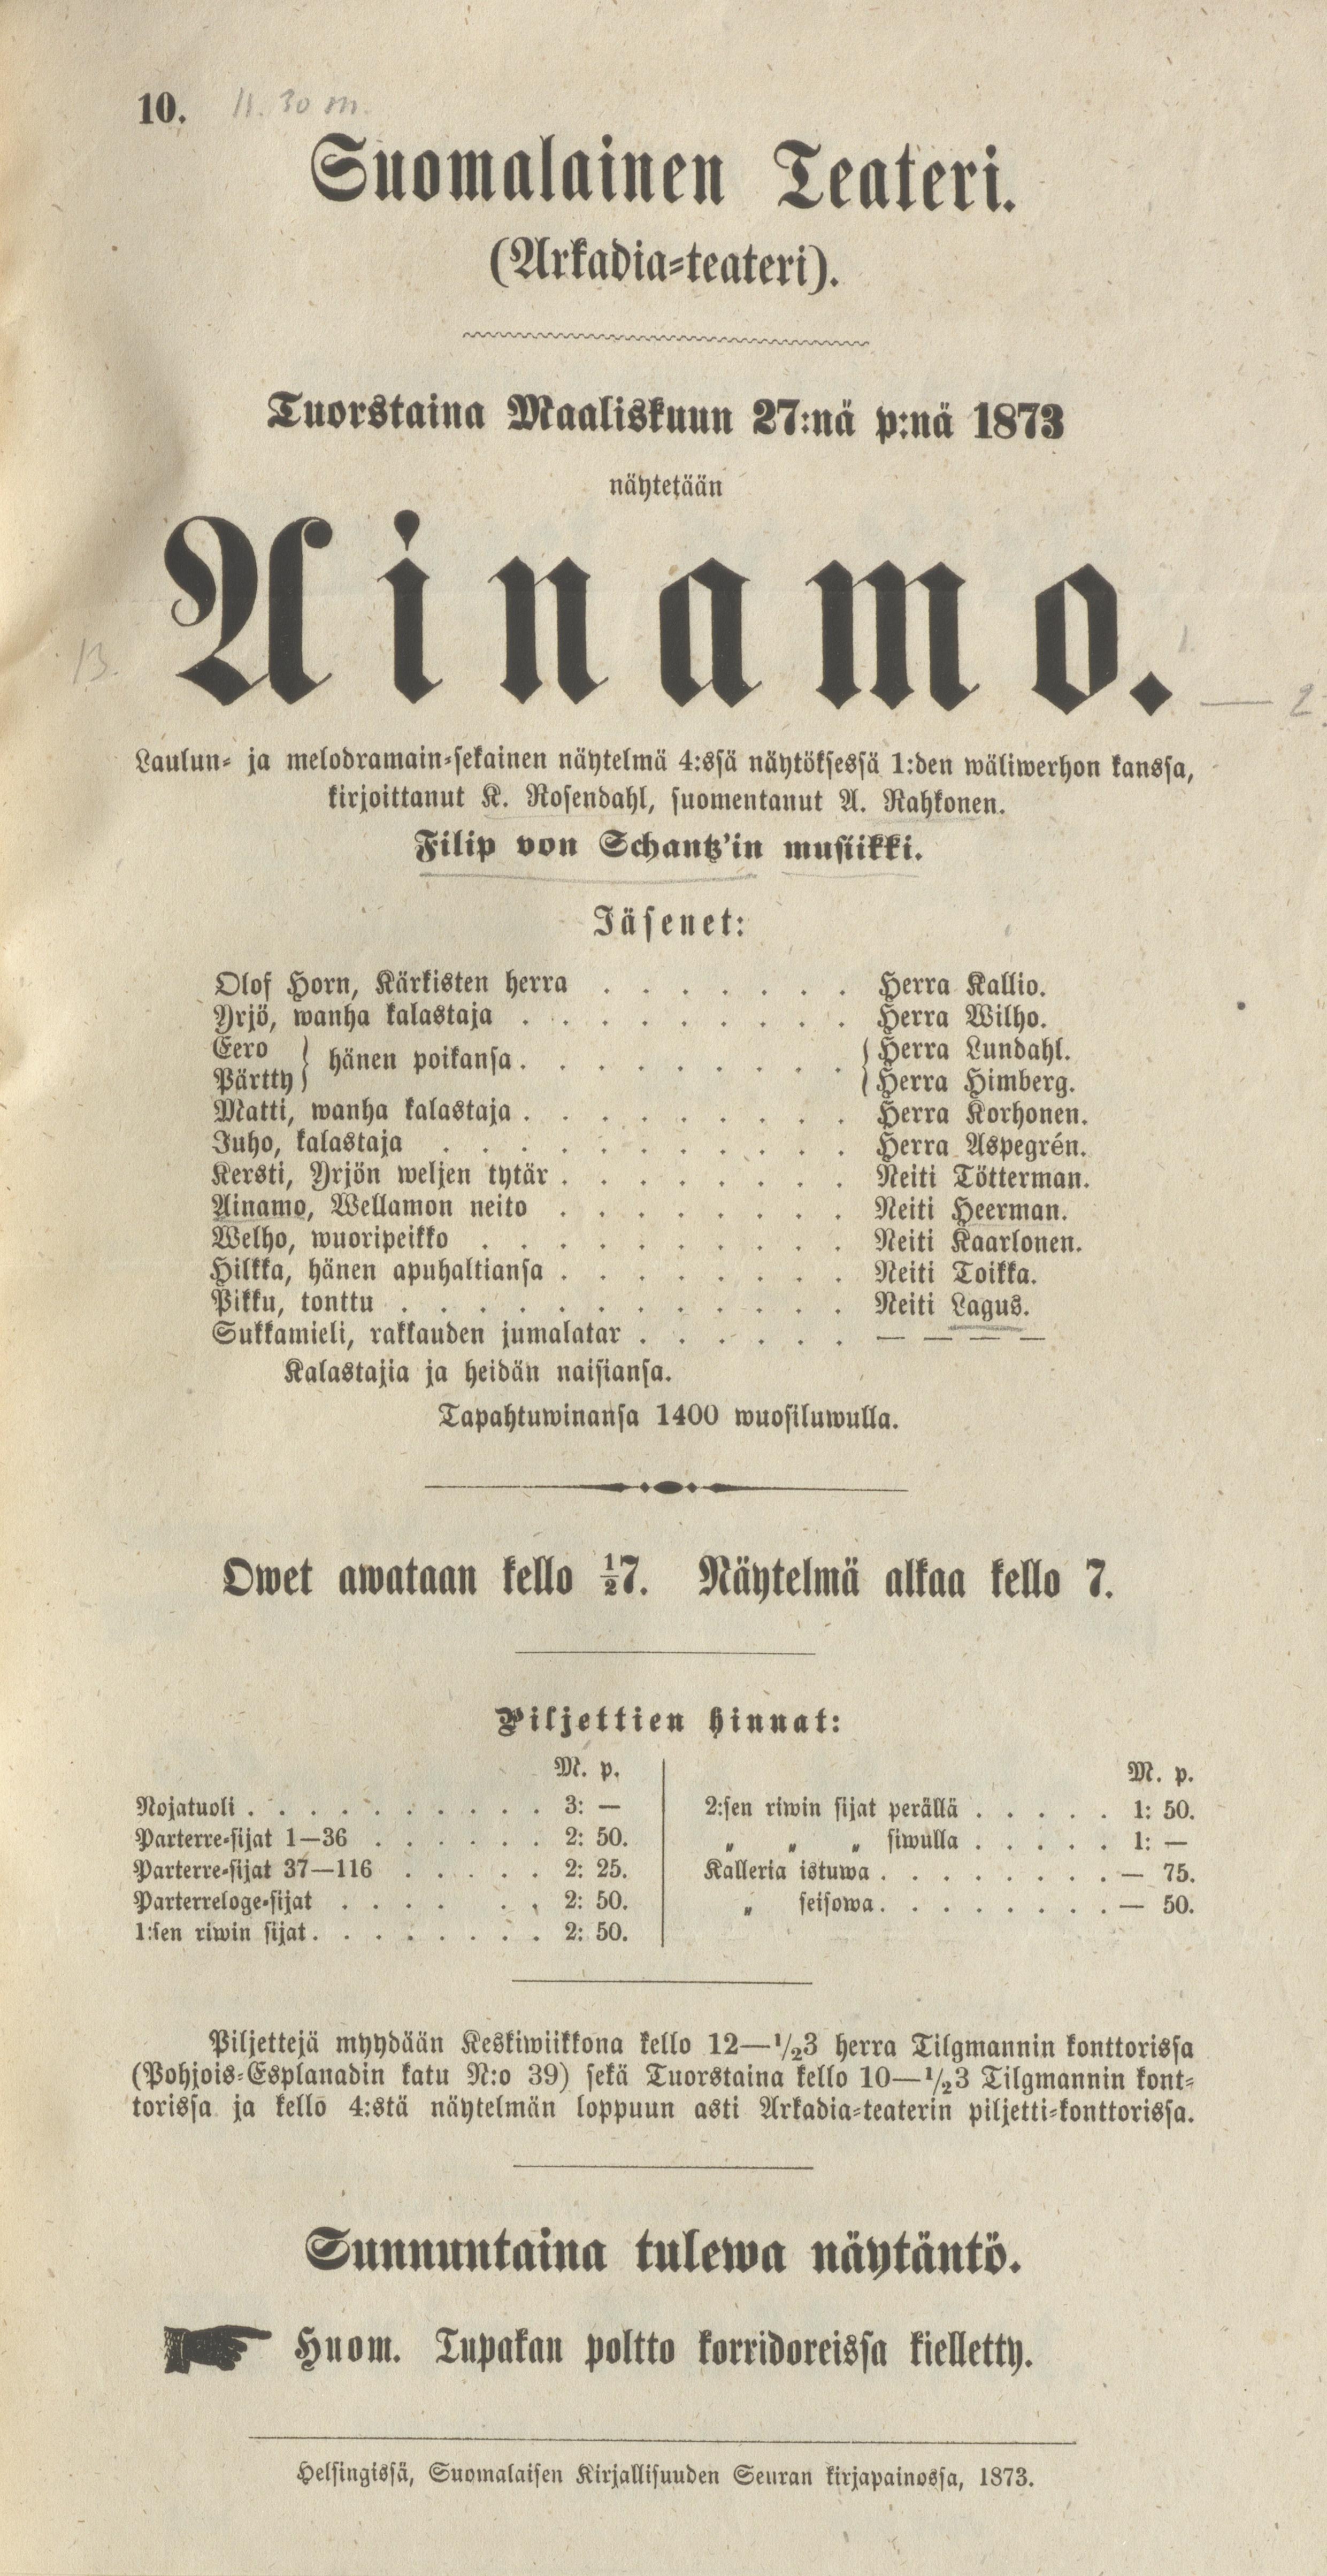 10. 11. 30 m.
Suomalainen Teateri.
(Arkadia-teateri).
Tuorstaina Maaliskuun 27:nä p:nä 1873
näytetään
13. Ainamo. 1. — 2
Laulun- ja melodramain-sekainen näytelmä 4:ssä näytöksessä 1:den wäliwerhon kanssa,
kirjoittanut K. Rosendahl, suomentanut A. Rahkonen.
Filip von Schantz'in musiikki.
Jäsenet:
Olof Horn, Kärkisten herra . . . . . . . Herra Kallio.
Yrjö, wanha kalastaja . . . . . . . . . . Herra Wilho.
Eero } hänen poikansa . . . . . . . . . { Herra Lundahl.
Pärtty } { Herra Himberg.
Matti, wanha kalastaja . . . . . . . . . . Herra Korhonen.
Juho, kalastaja . . . . . . . . . . . . Herra Aspegrén.
Kersti, Yrjön weljen tytär . . . . . . . . Neiti Tötterman.
Ainamo, Wellamon neito . . . . . . . . Neiti Heerman.
Welho, wuoripeikko . . . . . . . . . . Neiti Kaarlonen.
Hilkka, hänen apuhaltiansa . . . . . . . . Neiti Toikka.
Pikku, tonttu . . . . . . . . . . . . Neiti Lagus.
Sukkamieli, rakkauden jumalatar . . . . . . — — — —
Kalastajia ja heidän naisiansa.
Tapahtuwinansa 1400 wuosiluwulla.
Owet awataan kello ½7. Näytelmä alkaa kello 7.
Piljettien hinnat:
M. p.
Nojatuoli . . . . . . . . . . 3: —
Parterre-sijat 1—36 . . . . . . 2: 50.
Parterre-sijat 37—116 . . . . . 2: 25.
Parterreloge-sijat . . . . . . 2: 50.
1:sen riwin sijat . . . . . . . . 2: 50.
M. p.
2:sen riwin sijat perällä . . . . . 1: 50.
„ „ „ siwulla . . . . . 1: —
Kalleria istuwa . . . . . . . . — 75.
„ seisowa . . . . . . . . — 50.
Piljettejä myydään Keskiwiikkona kello 12—1/23 herra Tilgmannin konttorissa
(Pohjois-Esplanadin katu N:o 39) sekä Tuorstaina kello 10—1/23 Tilgmannin kont-
torissa ja kello 4:stä näytelmän loppuun asti Arkadia-teaterin piljetti-konttorissa.
Sunnuntaina tulewa näytäntö.
Huom. Tupakan poltto korridoreissa kielletty.
Helsingissä, Suomalaisen Kirjallisuuden Seuran kirjapainossa, 1873.